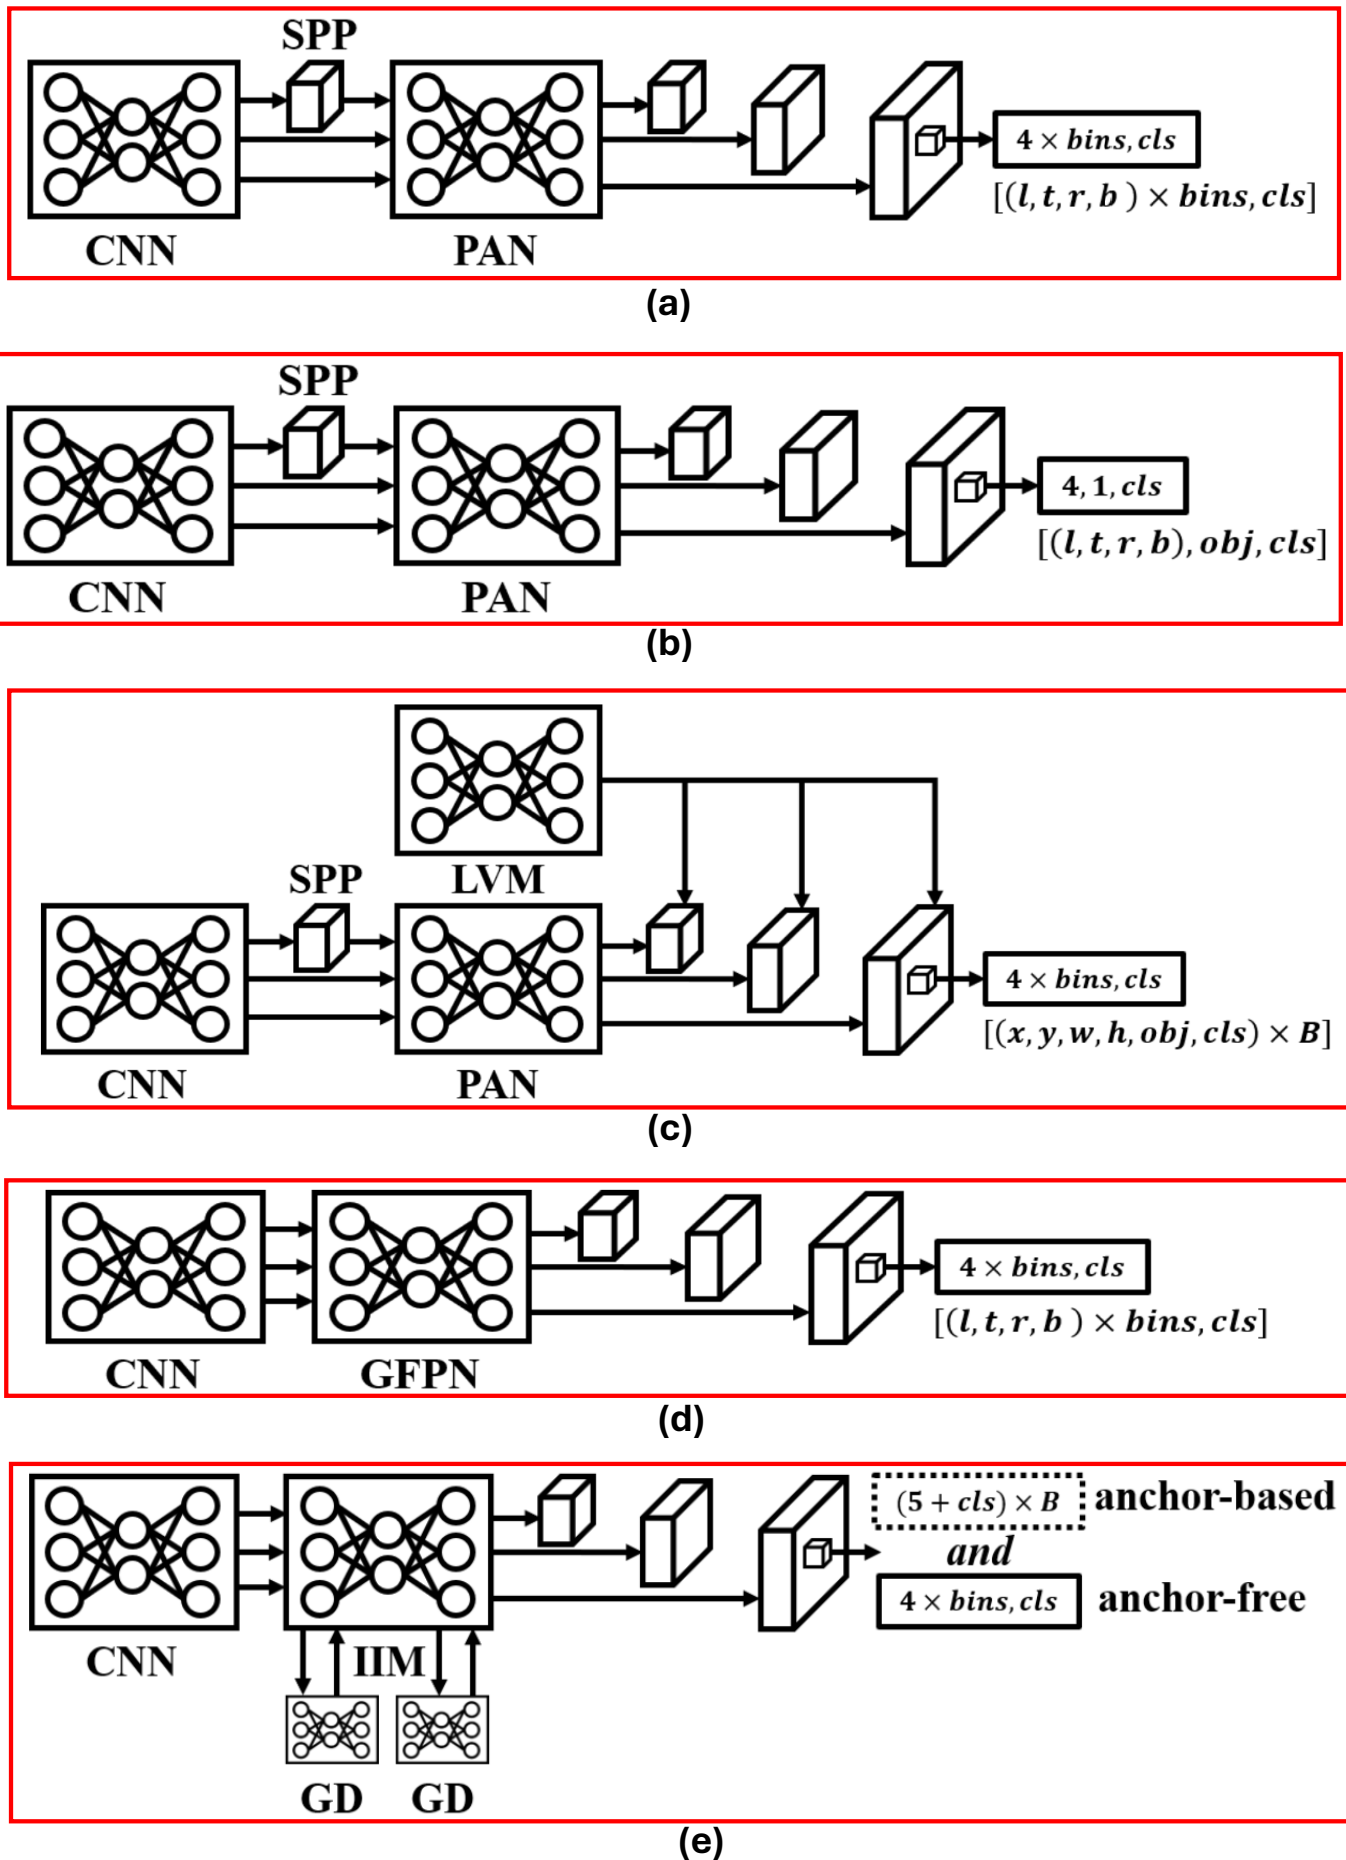 SPP
4 × bins, cls
[(l, t, r, b ) × bins, cls]
CNN
PAN
(a)
SPP
4, 1, cls
[(l, t, r, b), obj, cls]
CNN
PAN
(b)
LVM
SPP
4 × bins, cls
[(x, y, w, h, obj, cls) × B]
CNN
PAN
(c)
4 × bins, cls
[(l, t, r, b ) × bins, cls]
CNN
GFPN
(d)
(5 + cls) × B anchor-based
and
4 × bins, cls anchor-free
CNN
IIM
GD
GD
(e)